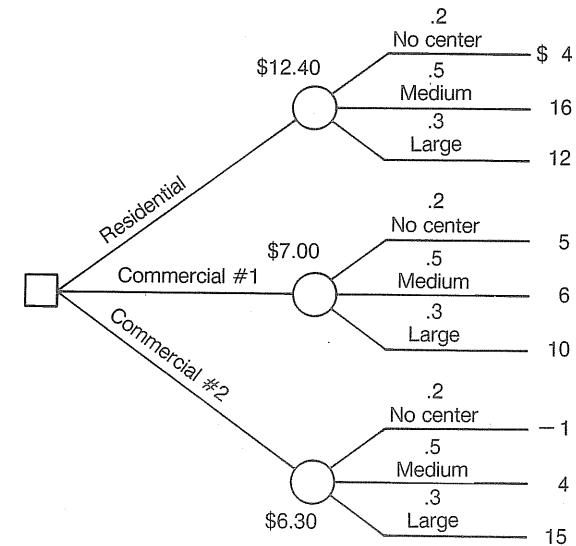 .2
No center
$ 4
$12.40
.5
Medium
16
.3
Large
12
Residential
.2
No center
5
$7.00
.5
Commercial #1
Medium
6
.3
Large
10
Commercial #2
.2
No center
−1
.5
Medium
4
.3
$6.30
Large
15